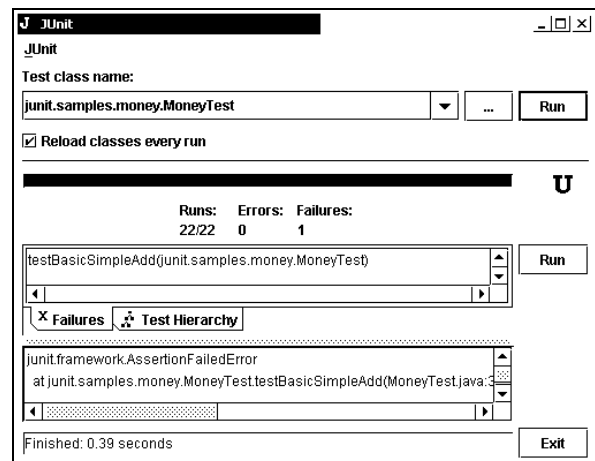 J JUnit
JUnit
Test class name:
junit.samples.money.MoneyTest
... Run
Reload classes every run
U
Runs: Errors: Failures:
22/22 0 1
testBasicSimpleAdd(junit.samples.money.MoneyTest)
Run
x Failures Test Hierarchy
junit.framework.AssertionFailedError
at junit.samples.money.MoneyTest.testBasicSimpleAdd(MoneyTest.java:3
Finished: 0.39 seconds
Exit